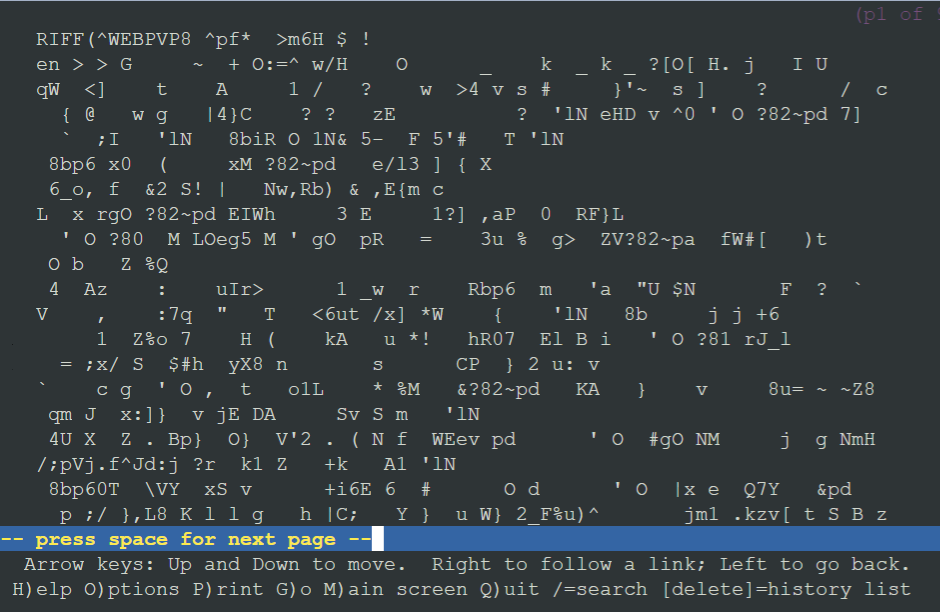 (p1 of
RIFF(^WEBPVP8 ^pf* >m6H $ !
en > > G ~ + O:=^ w/H O _ k _ k _ ?[O[ H. j I U
qW <] t A 1 / ? w >4 v s # }'~ s ] ? / c
{ @ w g |4}C ? ? zE ? 'lN eHD v ^0 ' O ?82~pd 7]
` ;I 'lN 8biR O 1N& 5- F 5'# T 'lN
8bp6 x0 ( xM ?82~pd e/l3 ] { X
6_o, f &2 S! | Nw,Rb) & ,E{m c
L x rgO ?82~pd EIWh 3 E 1?] ,aP 0 RF}L
' O ?80 M LOeg5 M ' gO pR = 3u % g> ZV?82~pa fW#[ )t
O b Z %Q
4 Az : uIr> 1 _w r Rbp6 m 'a "U $N F ? `
V , :7q " T <6ut /x] *W { 'lN 8b j j +6
1 Z%o 7 H ( kA u *! hR07 El B i ' O ?81 rJ_l
= ;x/ S $#h yX8 n s CP } 2 u: v
` c g ' O , t o1L * %M &?82~pd KA } v 8u= ~ ~Z8
qm J x:]} v jE DA Sv S m 'lN
4U X Z . Bp} O} V'2 . ( N f WEev pd ' O #gO NM j g NmH
/;pVj.f^Jd:j ?r k1 Z +k A1 'lN
8bp60T \VY xS v +i6E 6 # O d ' O |x e Q7Y &pd
p ;/ },L8 K l l g h |C; Y } u W} 2_F%u)^ jm1 .kzv[ t S B z
-- press space for next page --
Arrow keys: Up and Down to move. Right to follow a link; Left to go back.
H)elp O)ptions P)rint G)o M)ain screen Q)uit /=search [delete]=history list